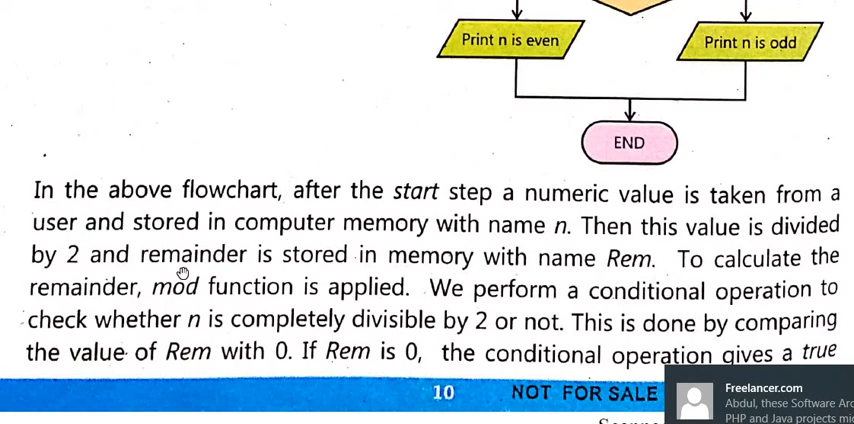 Print n is even
Print n is odd
END
In the above flowchart, after the start step a numeric value is taken from a
user and stored in computer memory with name n. Then this value is divided
by 2 and remainder is stored in memory with name Rem. To calculate the
remainder, mod function is applied. We perform a conditional operation to
check whether n is completely divisible by 2 or not. This is done by comparing
the value of Rem with 0. If Rem is 0, the conditional operation gives a true
10
NOT FOR SALE
Freelancer.com
Abdul, these Software Arc
PHP and Java projects mi